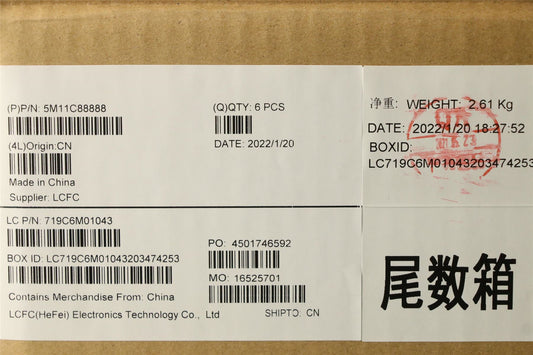 (P)P/N: 5M11C88888
(Q)QTY: 6 PCS
(4L)Origin:CN
DATE: 2022/1/20
Made in China
Supplier: LCFC
LC P/N: 719C6M01043
BOX ID: LC719C6M01043203474253
PO: 4501746592
MO: 16525701
Contains Merchandise From: China
LCFC(HeFei) Electronics Technology Co., Ltd
SHIPTO: CN
净重: WEIGHT: 2.61 Kg
DATE: 2022/1/20 18:27:52
BOXID:
LC719C6M01043203474253
尾数箱